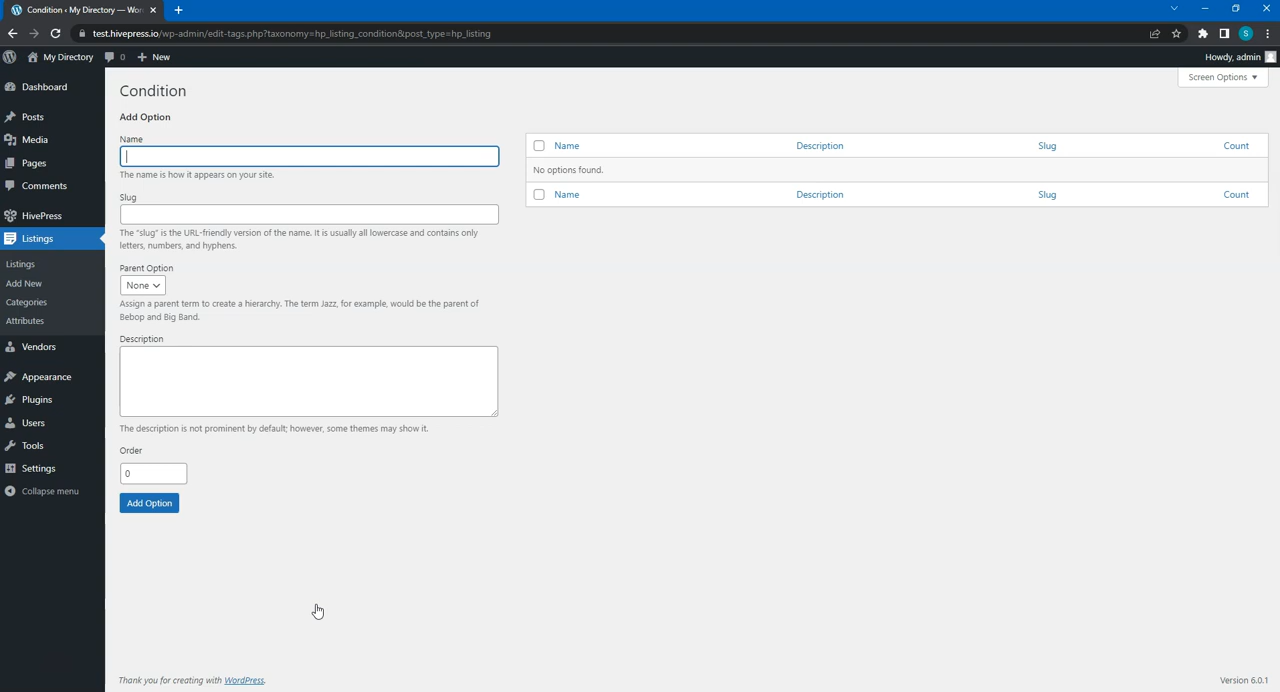 Condition ‹ My Directory — Wor
test.hivepress.io/wp-admin/edit-tags.php?taxonomy=hp_listing_condition&post_type=hp_listing
S
My Directory
0
New
Howdy, admin
Screen Options
Dashboard
Posts
Media
Pages
Comments
HivePress
Listings
Listings
Add New
Categories
Attributes
Vendors
Appearance
Plugins
Users
Tools
Settings
Collapse menu
Condition
Add Option
Name
The name is how it appears on your site.
Slug
The “slug” is the URL-friendly version of the name. It is usually all lowercase and contains only
letters, numbers, and hyphens.
Parent Option
None
Assign a parent term to create a hierarchy. The term Jazz, for example, would be the parent of
Bebop and Big Band.
Description
The description is not prominent by default; however, some themes may show it.
Order
0
Add Option
Name Description Slug Count
No options found.
Name Description Slug Count
Thank you for creating with WordPress.
Version 6.0.1